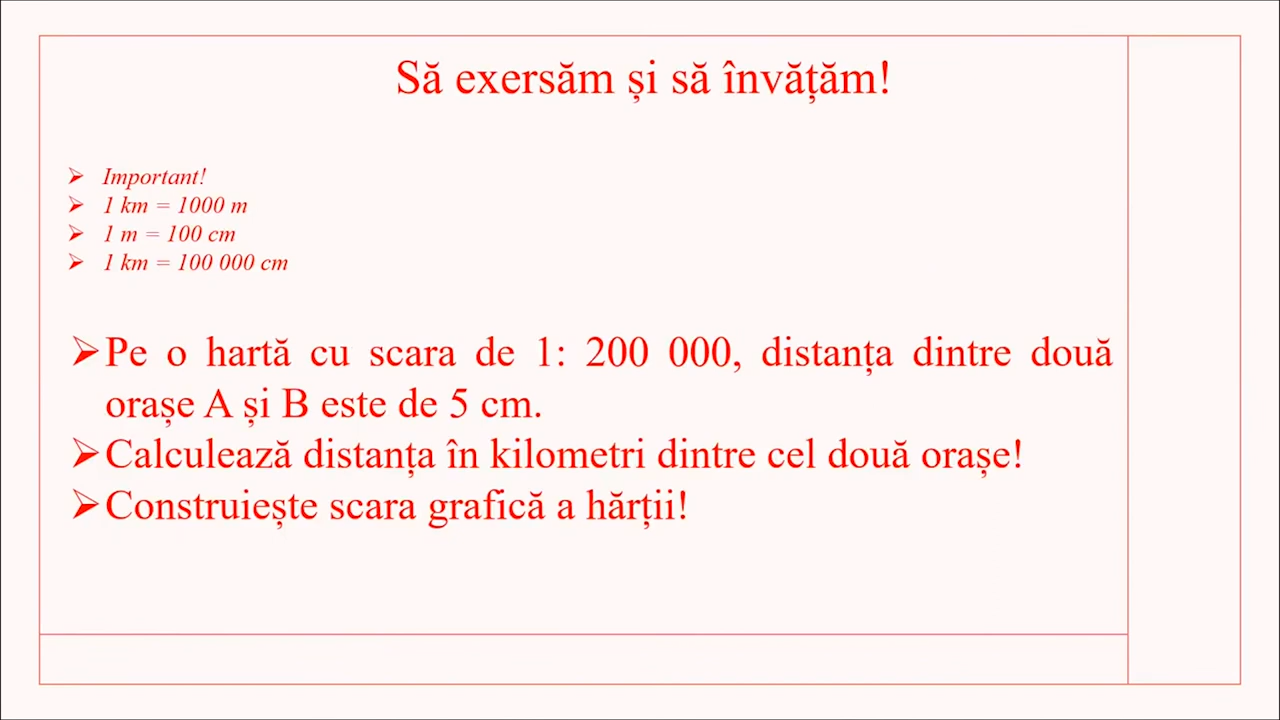 Să exersăm și să învățăm!
➢ Important!
➢ 1 km = 1000 m
➢ 1 m = 100 cm
➢ 1 km = 100 000 cm
➢ Pe o hartă cu scara de 1: 200 000, distanța dintre două
orașe A și B este de 5 cm.
➢ Calculează distanța în kilometri dintre cel două orașe!
➢ Construiește scara grafică a hărții!